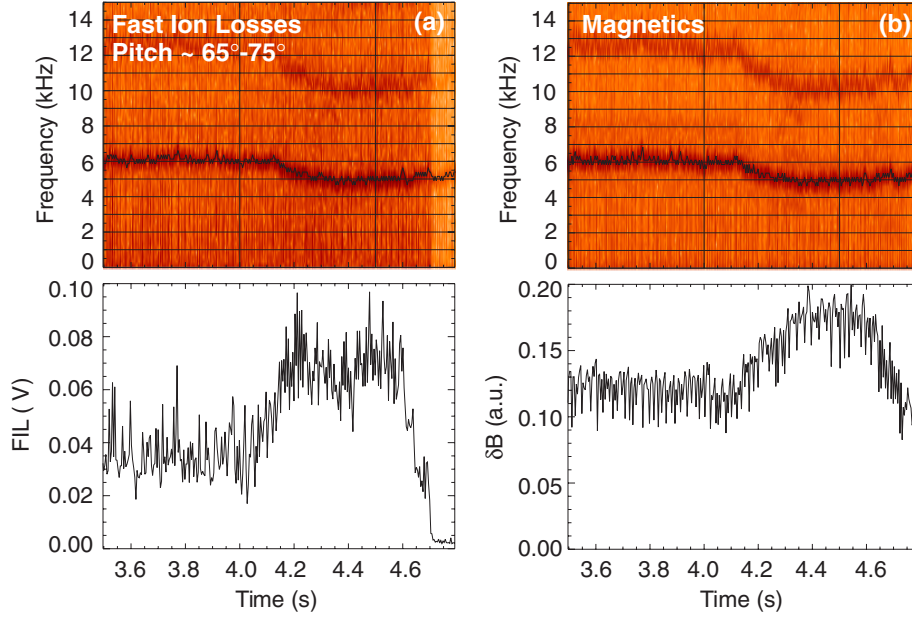 Fast Ion Losses (a)
Pitch ~ 65°-75°
Frequency (kHz)
14
12
10
8
6
4
2
0
Magnetics (b)
Frequency (kHz)
14
12
10
8
6
4
2
0
FIL ( V)
0.10
0.08
0.06
0.04
0.02
0.00
3.6 3.8 4.0 4.2 4.4 4.6
Time (s)
δB (a.u.)
0.20
0.15
0.10
0.05
0.00
3.6 3.8 4.0 4.2 4.4 4.6
Time (s)